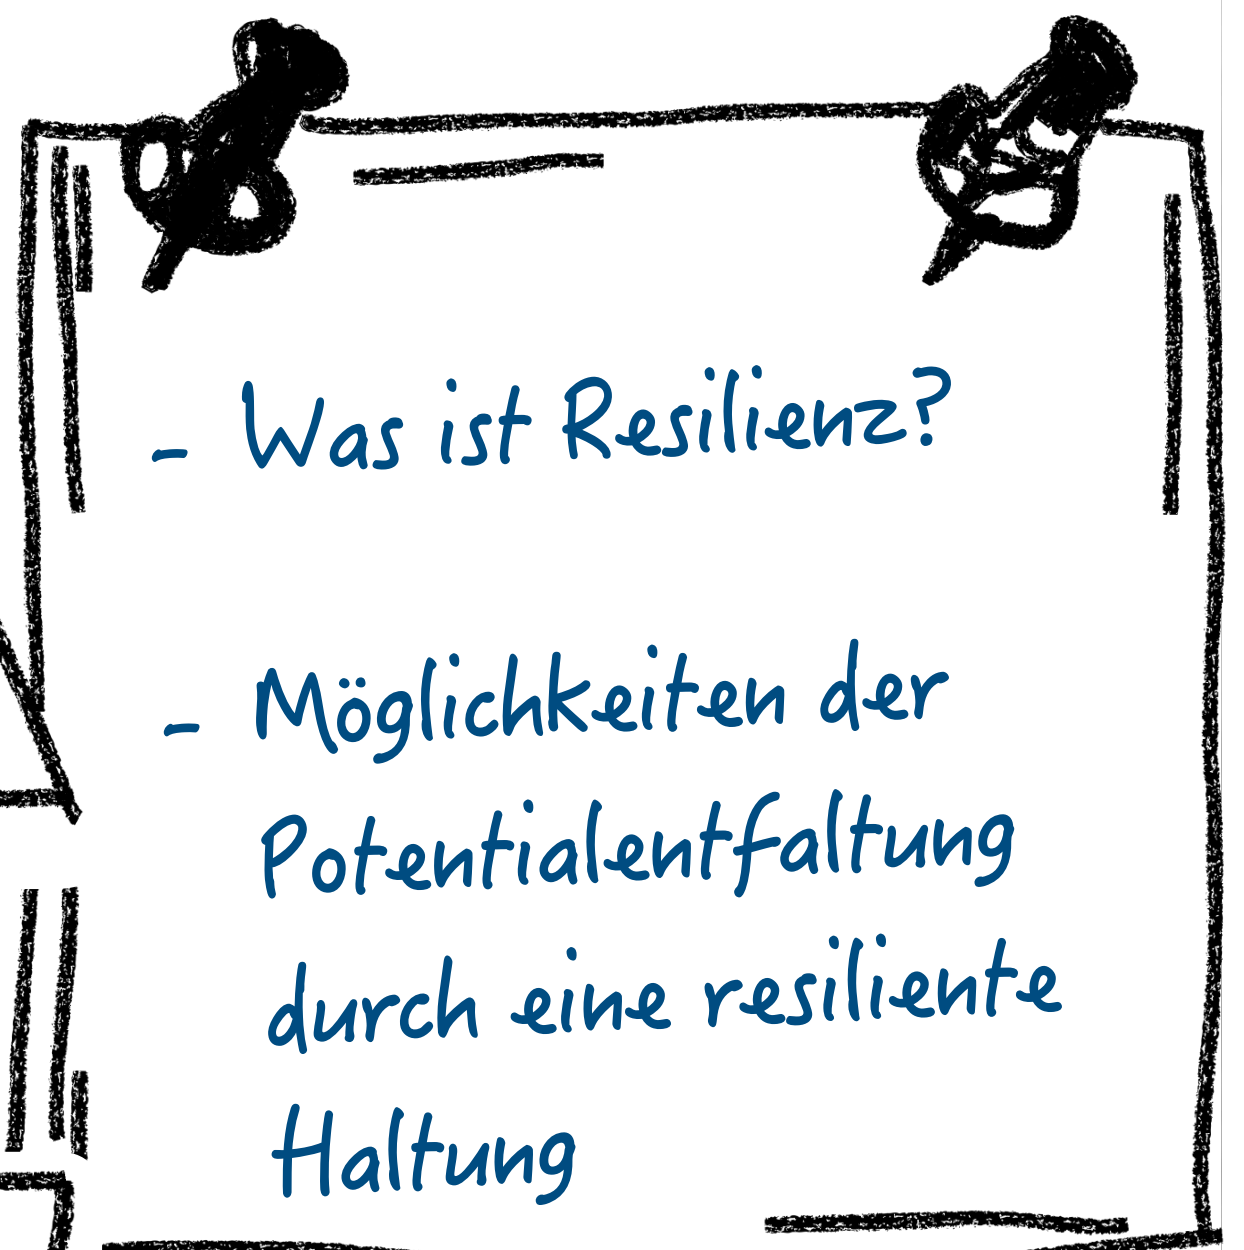 - Was ist Resilienz?
- Möglichkeiten der
Potentialentfaltung
durch eine resiliente
Haltung